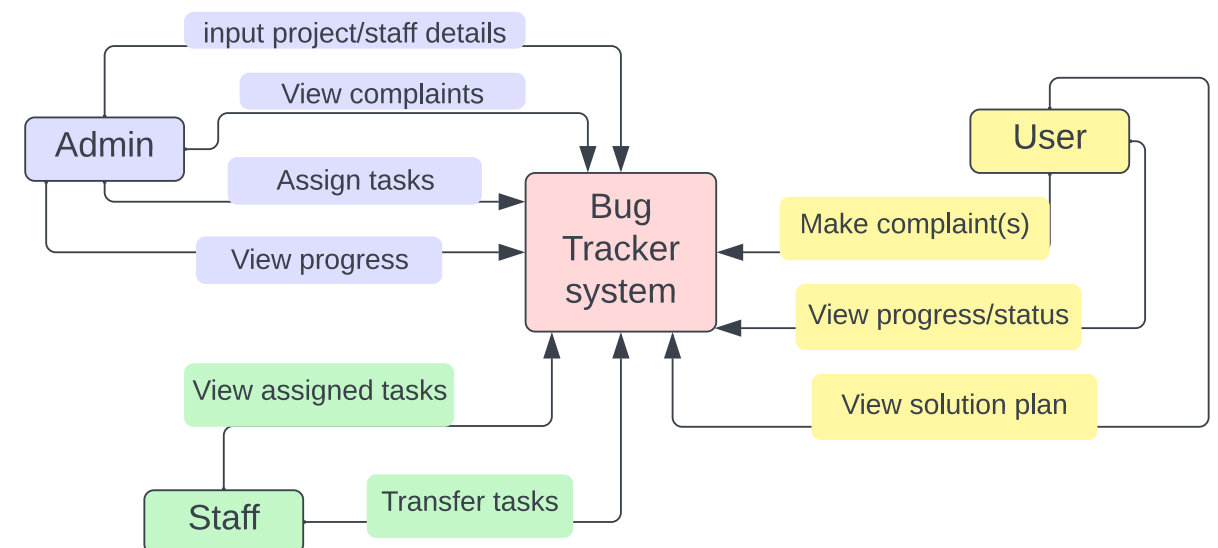 input project/staff details
View complaints
Admin
Assign tasks
View progress
Bug
Tracker
system
User
Make complaint(s)
View progress/status
View solution plan
View assigned tasks
Transfer tasks
Staff